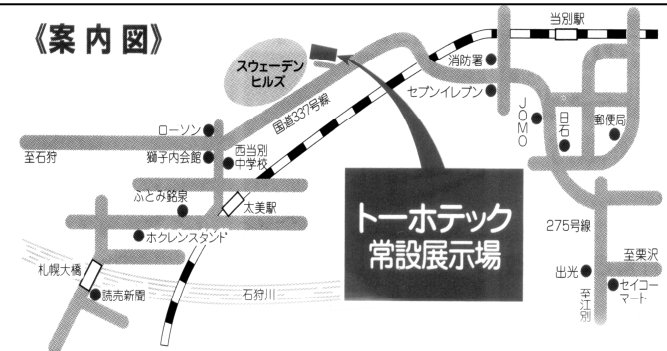 《案内図》
当別駅
スウェーデン
ヒルズ
消防署
セブンイレブン
国道337号線
JOMO
日石
郵便局
ローソン
至石狩
獅子内会館
西当別
中学校
ふとみ銘泉
太美駅
トーホテック
常設展示場
275号線
ホクレンスタンド
至栗沢
札幌大橋
出光
セイコー
マート
読売新聞
石狩川
至江別